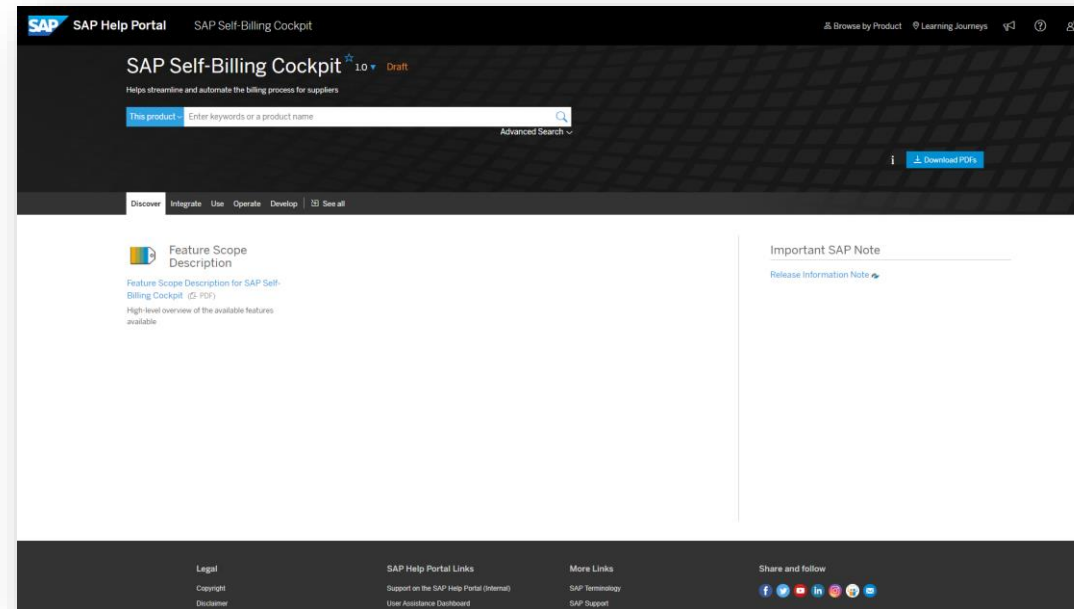 SAP SAP Help Portal SAP Self-Billing Cockpit Browse by Product Learning Journeys
SAP Self-Billing Cockpit 1.0 Draft
Helps streamline and automate the billing process for suppliers
This product Enter keywords or a product name
Advanced Search
i Download PDFs
Discover Integrate Use Operate Develop See all
Feature Scope
Description
Feature Scope Description for SAP Self-
Billing Cockpit (PDF)
High-level overview of the available features
available
Important SAP Note
Release Information Note
Legal SAP Help Portal Links More Links Share and follow
Copyright Support on the SAP Help Portal (Internal) SAP Terminology
Disclaimer User Assistance Dashboard SAP Support